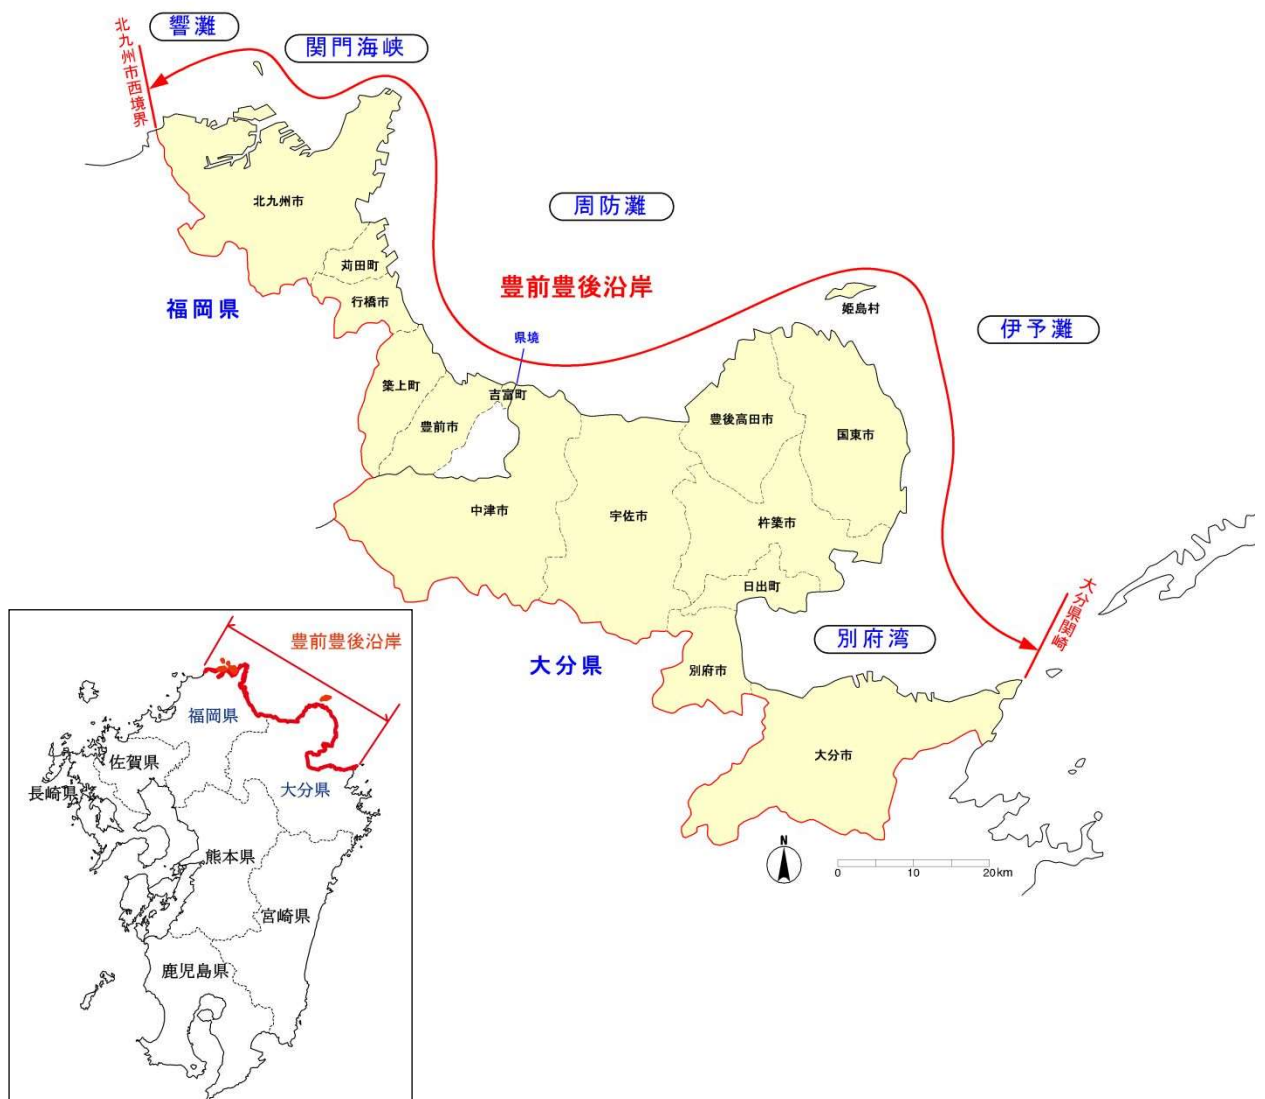 響灘
関門海峡
北九州市西境界
北九州市
周防灘
苅田町
豊前豊後沿岸
行橋市
福岡県
姫島村
伊予灘
県境
築上町
吉富町
豊前市
豊後高田市
国東市
中津市
宇佐市
杵築市
日出町
大分県関崎
別府湾
大分県
別府市
大分市
N
0 10 20km
豊前豊後沿岸
福岡県
佐賀県
長崎県
大分県
熊本県
宮崎県
鹿児島県